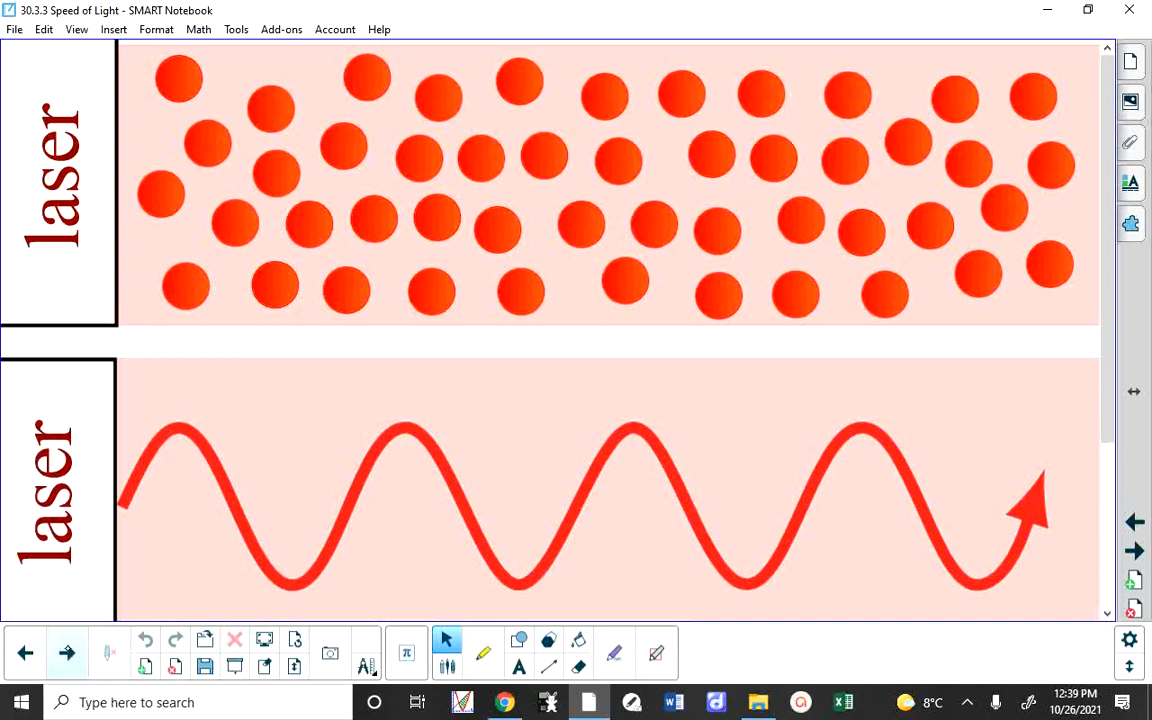 30.3.3 Speed of Light - SMART Notebook
File Edit View Insert Format Math Tools Add-ons Account Help
laser
laser
π
A
Type here to search
8°C
12:39 PM
10/26/2021